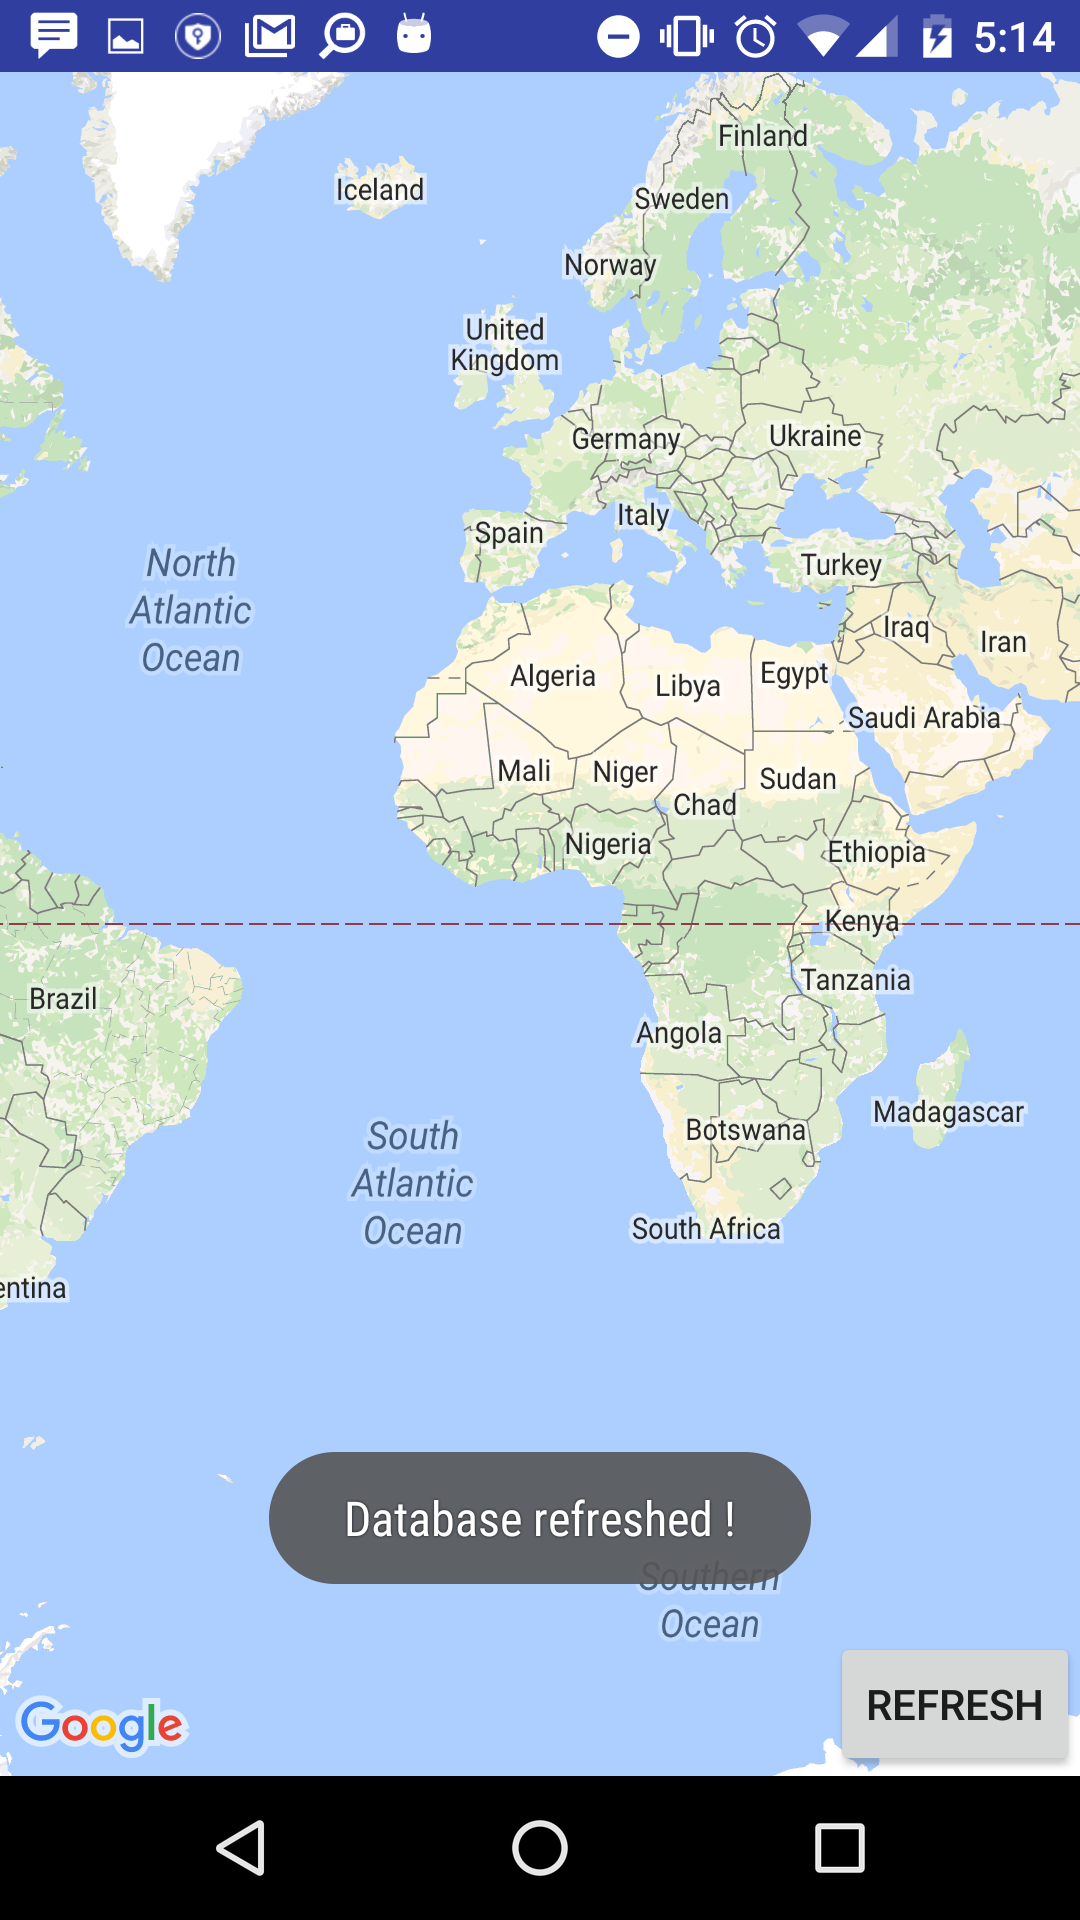 5:14
Finland
Iceland
Sweden
Norway
United
Kingdom
Germany
Ukraine
Italy
Spain
Turkey
North
Atlantic
Ocean
Iraq
Iran
Algeria
Libya
Egypt
Saudi Arabia
Mali
Niger
Sudan
Chad
Nigeria
Ethiopia
Kenya
Brazil
Tanzania
Angola
Madagascar
Botswana
South
Atlantic
Ocean
South Africa
entina
Database refreshed !
Southern
Ocean
REFRESH
Google